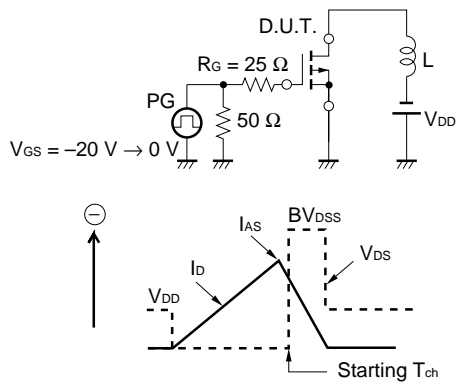 D.U.T.
RG = 25 Ω
L
PG
50 Ω
VDD
VGS = −20 V → 0 V
−
IAS
BVDSS
ID
VDS
VDD
Starting Tch